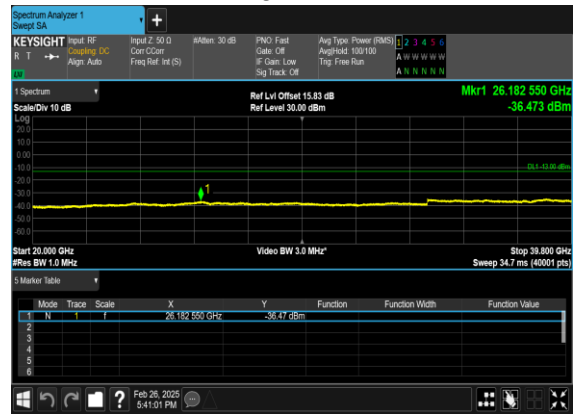 Spectrum Analyzer 1
Swept SA
+
KEYSIGHT Input: RF Input Z: 50 Ω #Atten: 30 dB PNO: Fast Avg Type: Power (RMS) 1 2 3 4 5 6
R T Coupling: DC Corr CCorr Gate: Off Avg|Hold: 100/100 A W W W W W
Align: Auto Freq Ref: Int (S) IF Gain: Low Trig: Free Run
Sig Track: Off A N N N N N
LXI
1 Spectrum Ref Lvl Offset 15.83 dB Mkr1 26.182 550 GHz
Scale/Div 10 dB Ref Level 30.00 dBm -36.473 dBm
Log
20.0
10.0
0.00
-10.0 DL1 -13.00 dBm
-20.0
-30.0 1
-40.0
-50.0
-60.0
Start 20.000 GHz Video BW 3.0 MHz* Stop 39.800 GHz
#Res BW 1.0 MHz Sweep 34.7 ms (40001 pts)
5 Marker Table
Mode Trace Scale X Y Function Function Width Function Value
1 N 1 f 26.182 550 GHz -36.47 dBm
2
3
4
5
6
? Feb 26, 2025
5:41:01 PM